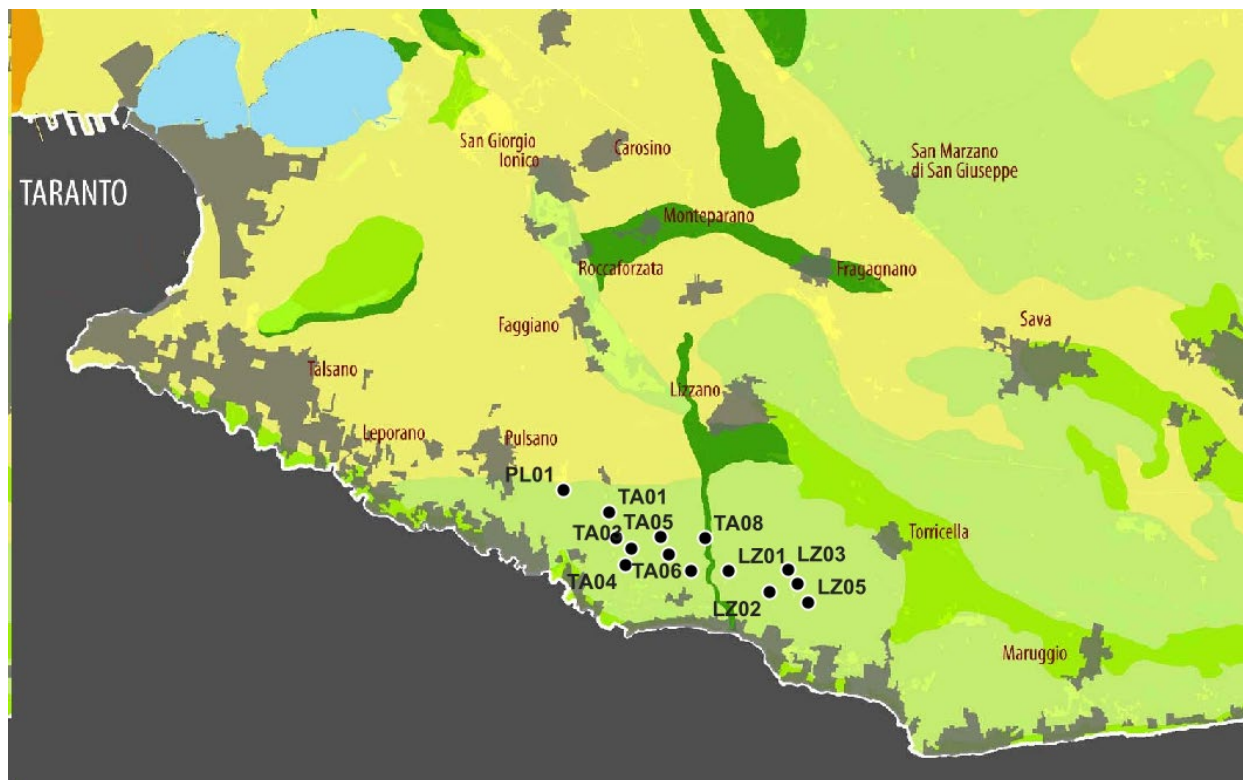 San Giorgio
Ionico
Carosino
San Marzano
di San Giuseppe
TARANTO
Monteparano
Roccaforzata
Fragagnano
Faggiano
Sava
Talsano
Lizzano
Leporano
Pulsano
PL01
TA01
TA05
TA08
Torricella
LZ01
LZ03
TA04
TA06
LZ05
LZ02
Maruggio